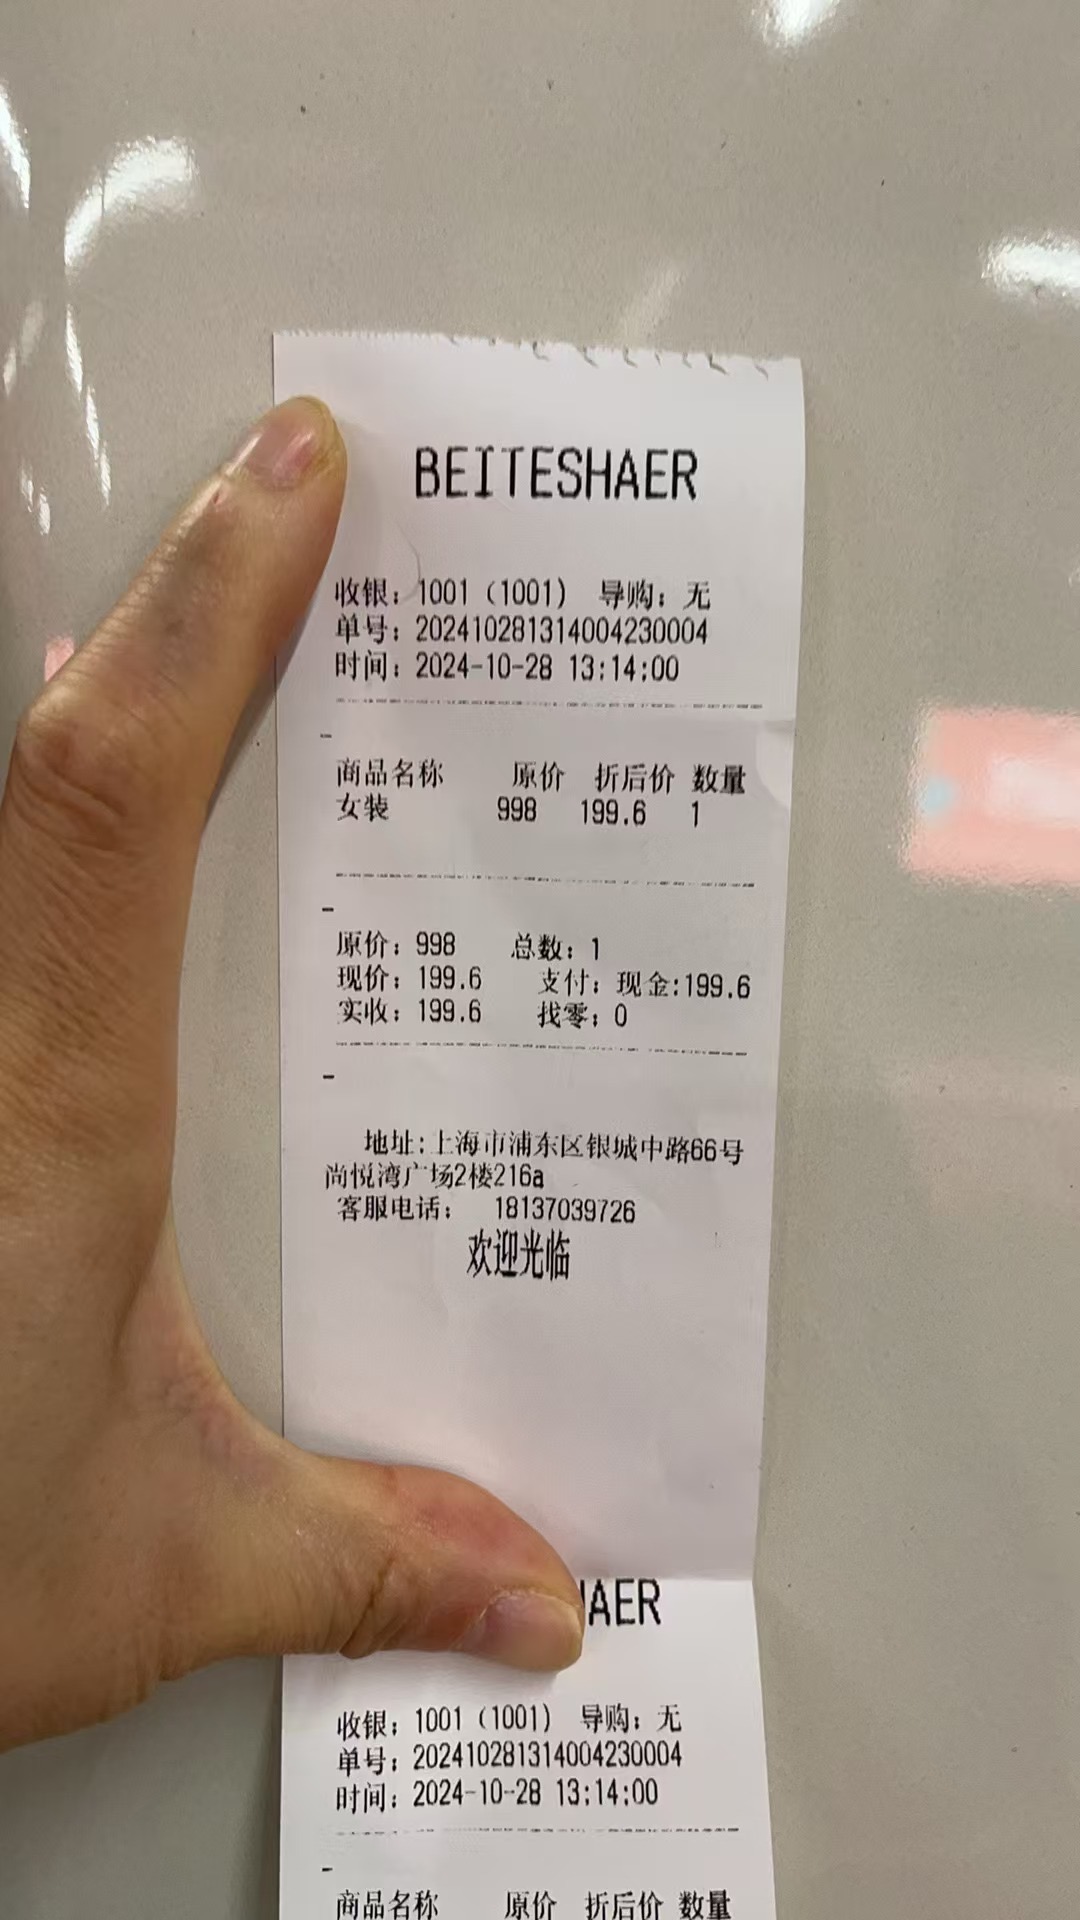 BEITESHAER
收银：1001（1001） 导购：无
单号：202410281314004230004
时间：2024-10-28 13:14:00
商品名称 原价 折后价 数量
女装 998 199.6 1
原价：998 总数：1
现价：199.6 支付：现金:199.6
实收：199.6 找零：0
地址:上海市浦东区银城中路66号
尚悦湾广场2楼216a
客服电话： 18137039726
欢迎光临
HAER
收银：1001（1001） 导购：无
单号：202410281314004230004
时间：2024-10-28 13:14:00
商品名称 原价 折后价 数量